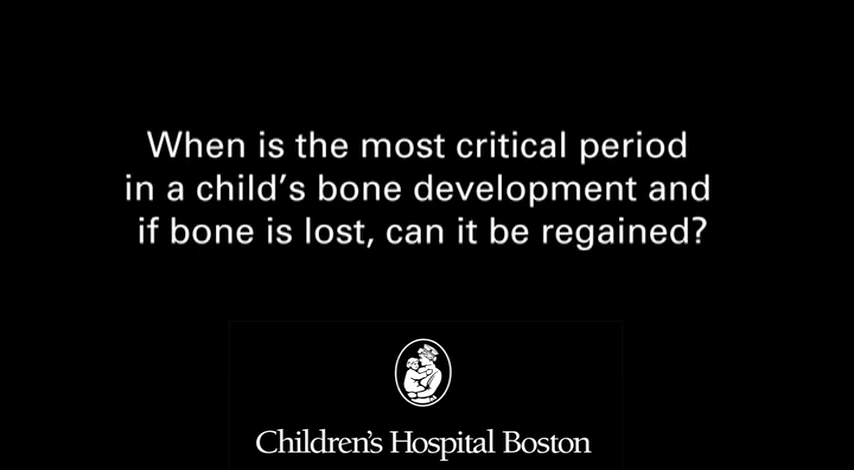 When is the most critical period
in a child's bone development and
if bone is lost, can it be regained?
Children's Hospital Boston